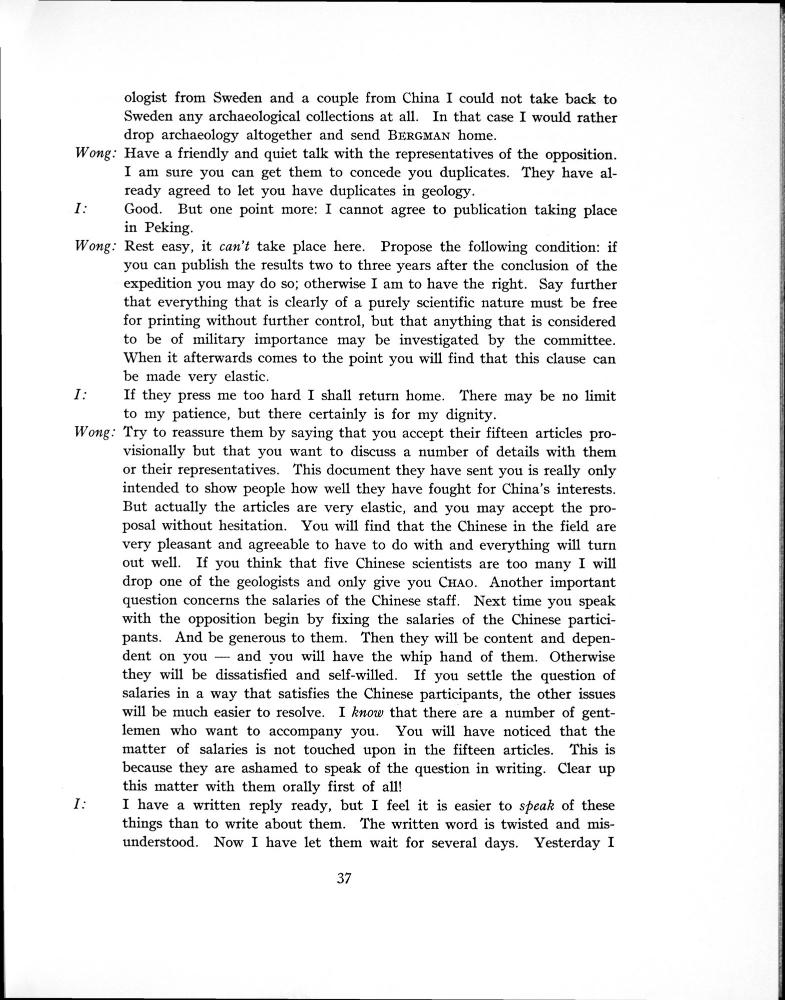 ologist from Sweden and a couple from China I could not take back to
Sweden any archaeological collections at all. In that case I would rather
drop archaeology altogether and send BERGMAN home.
Wong: Have a friendly and quiet talk with the representatives of the opposition.
I am sure you can get them to concede you duplicates. They have al-
ready agreed to let you have duplicates in geology.
I: Good. But one point more: I cannot agree to publication taking place
in Peking.
Wong: Rest easy, it can't take place here. Propose the following condition: if
you can publish the results two to three years after the conclusion of the
expedition you may do so; otherwise I am to have the right. Say further
that everything that is clearly of a purely scientific nature must be free
for printing without further control, but that anything that is considered
to be of military importance may be investigated by the committee.
When it afterwards comes to the point you will find that this clause can
be made very elastic.
I: If they press me too hard I shall return home. There may be no limit
to my patience, but there certainly is for my dignity.
Wong: Try to reassure them by saying that you accept their fifteen articles pro-
visionally but that you want to discuss a number of details with them
or their representatives. This document they have sent you is really only
intended to show people how well they have fought for China's interests.
But actually the articles are very elastic, and you may accept the pro-
posal without hesitation. You will find that the Chinese in the field are
very pleasant and agreeable to have to do with and everything will turn
out well. If you think that five Chinese scientists are too many I will
drop one of the geologists and only give you CHAO. Another important
question concerns the salaries of the Chinese staff. Next time you speak
with the opposition begin by fixing the salaries of the Chinese partici-
pants. And be generous to them. Then they will be content and depen-
dent on you — and you will have the whip hand of them. Otherwise
they will be dissatisfied and self-willed. If you settle the question of
salaries in a way that satisfies the Chinese participants, the other issues
will be much easier to resolve. I know that there are a number of gent-
lemen who want to accompany you. You will have noticed that the
matter of salaries is not touched upon in the fifteen articles. This is
because they are ashamed to speak of the question in writing. Clear up
this matter with them orally first of all!
I: I have a written reply ready, but I feel it is easier to speak of these
things than to write about them. The written word is twisted and mis-
understood. Now I have let them wait for several days. Yesterday I
37